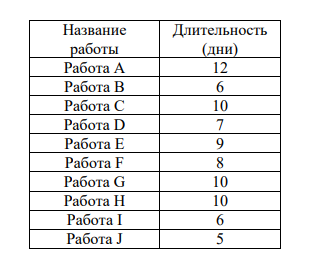 Название работы Длительность (дни)
Работа A 12
Работа B 6
Работа C 10
Работа D 7
Работа E 9
Работа F 8
Работа G 10
Работа H 10
Работа I 6
Работа J 5